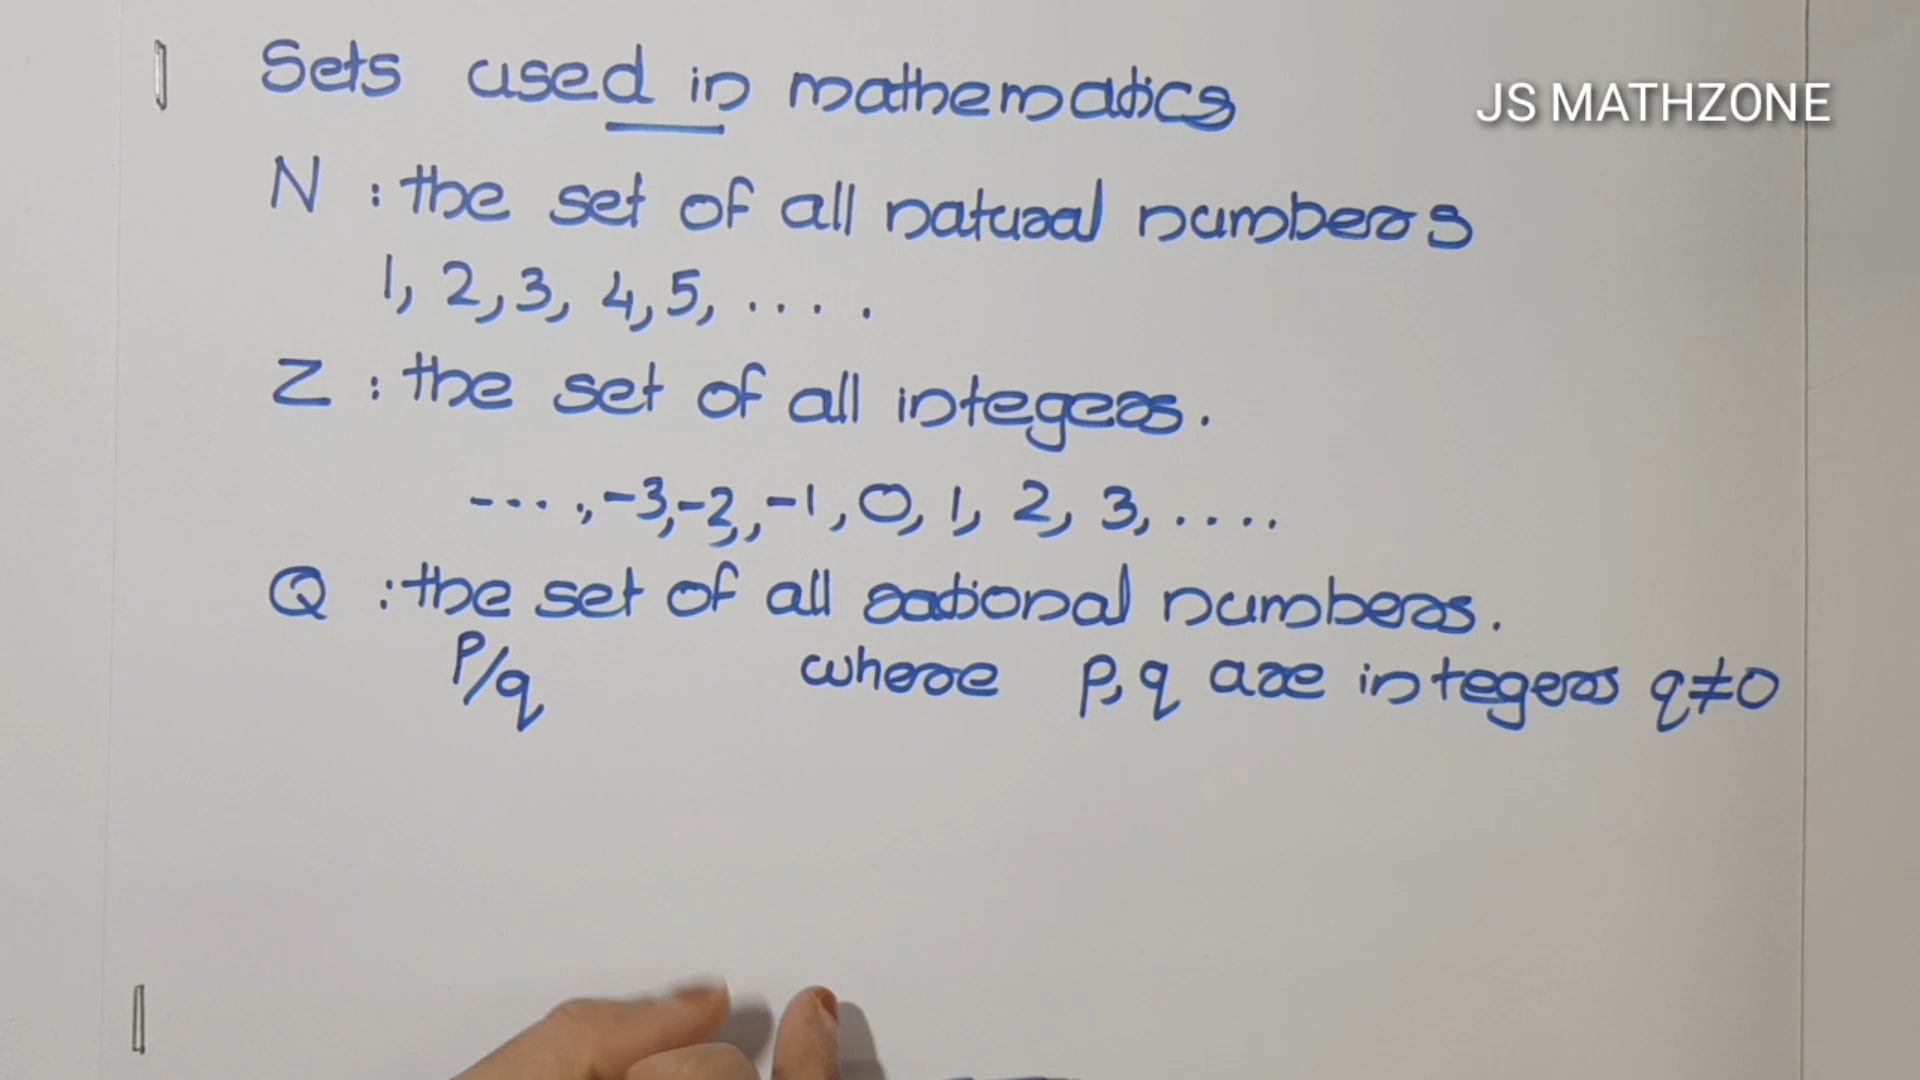 Sets used in mathematics
JS MATHZONE
N : the set of all natural numbers
1, 2, 3, 4, 5, . . . .
Z : the set of all integers.
- . . . , -3, -2, -1, 0, 1, 2, 3, . . . .
Q : the set of all rational numbers.
P/q where p, q are integers q≠0